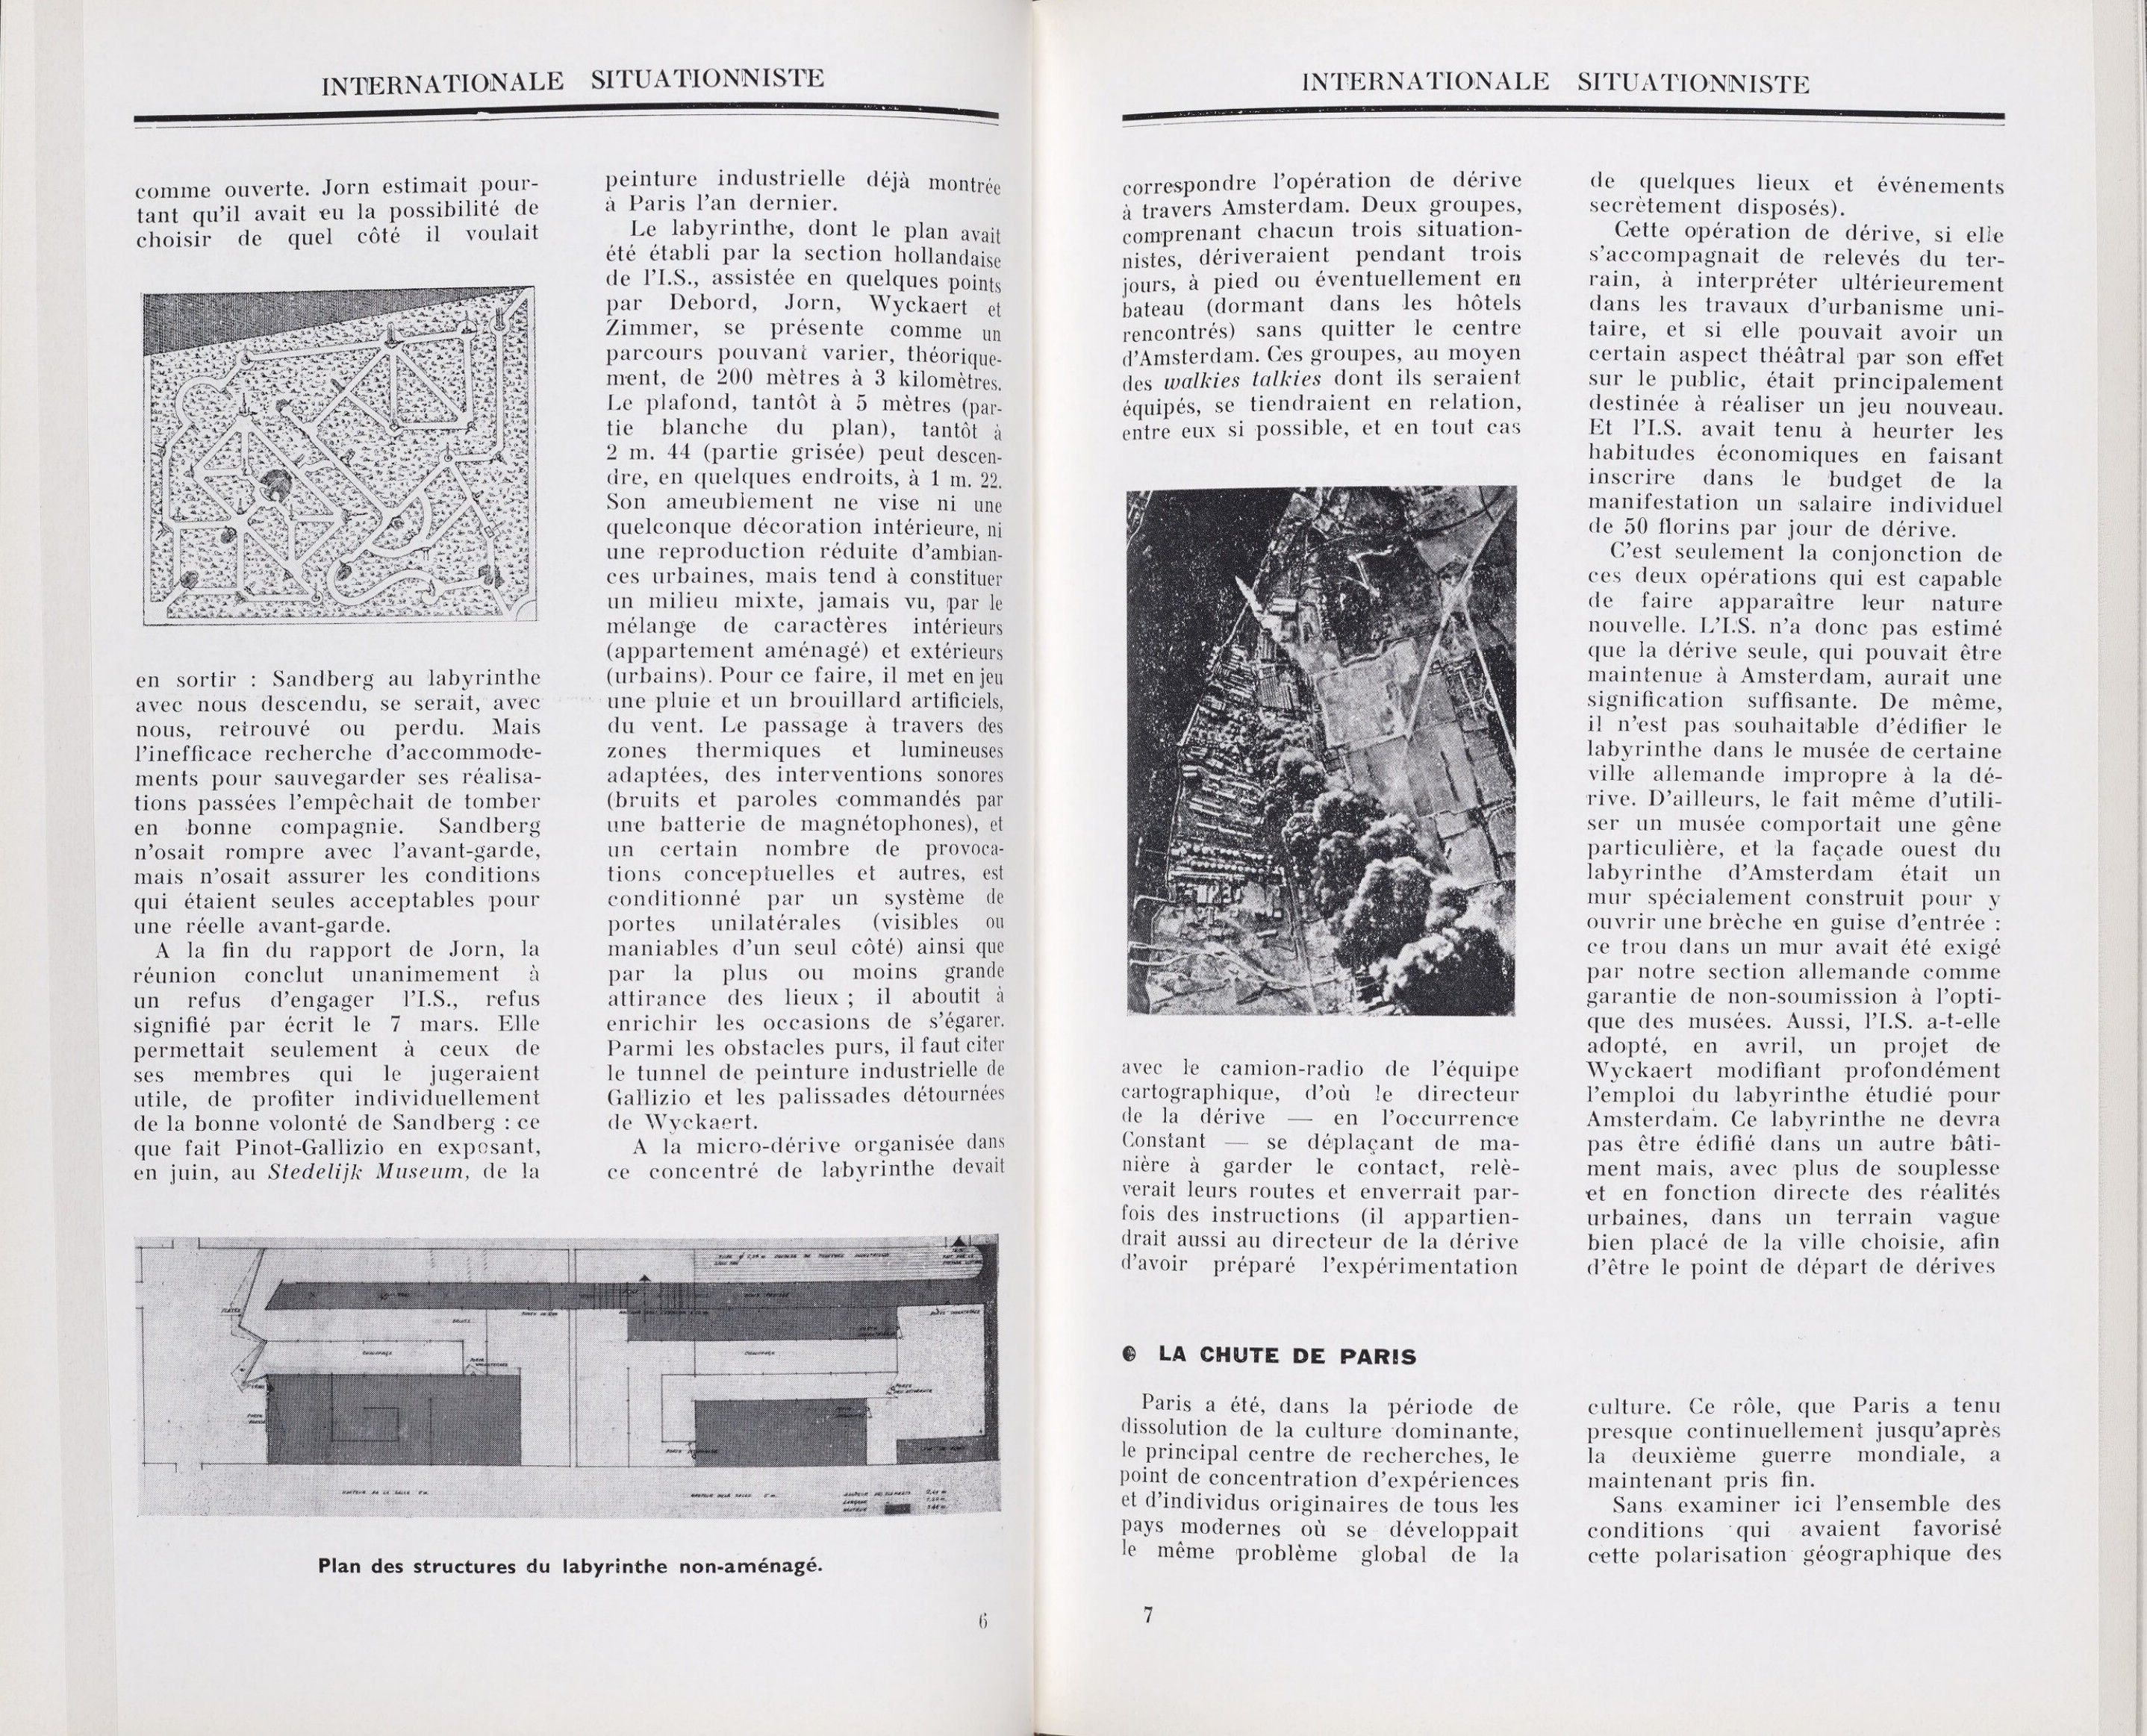 INTERNATIONALE SITUATIONNISTE
comme ouverte. Jorn estimait pour-
tant qu'il avait eu la possibilité de
choisir de quel côté il voulait
en sortir : Sandberg au labyrinthe
avec nous descendu, se serait, avec
nous, retrouvé ou perdu. Mais
l'inefficace recherche d'accommode-
ments pour sauvegarder ses réalisa-
tions passées l'empêchait de tomber
en bonne compagnie. Sandberg
n'osait rompre avec l'avant-garde,
mais n'osait assurer les conditions
qui étaient seules acceptables pour
une réelle avant-garde.
A la fin du rapport de Jorn, la
réunion conclut unanimement à
un refus d'engager l'I.S., refus
signifié par écrit le 7 mars. Elle
permettait seulement à ceux de
ses membres qui le jugeraient
utile, de profiter individuellement
de la bonne volonté de Sandberg : ce
que fait Pinot-Gallizio en exposant,
en juin, au Stedelijk Museum, de la
peinture industrielle déjà montrée
à Paris l'an dernier.
Le labyrinthe, dont le plan avait
été établi par la section hollandaise
de l'I.S., assistée en quelques points
par Debord, Jorn, Wyckaert et
Zimmer, se présente comme un
parcours pouvant varier, théorique-
ment, de 200 mètres à 3 kilomètres.
Le plafond, tantôt à 5 mètres (par-
tie blanche du plan), tantôt à
2 m. 44 (partie grisée) peut descen-
dre, en quelques endroits, à 1 m. 22.
Son ameublement ne vise ni une
quelconque décoration intérieure, ni
une reproduction réduite d'ambian-
ces urbaines, mais tend à constituer
un milieu mixte, jamais vu, par le
mélange de caractères intérieurs
(appartement aménagé) et extérieurs
(urbains). Pour ce faire, il met en jeu
une pluie et un brouillard artificiels,
du vent. Le passage à travers des
zones thermiques et lumineuses
adaptées, des interventions sonores
(bruits et paroles commandés par
une batterie de magnétophones), et
un certain nombre de provoca-
tions conceptuelles et autres, est
conditionné par un système de
portes unilatérales (visibles ou
maniables d'un seul côté) ainsi que
par la plus ou moins grande
attirance des lieux ; il aboutit à
enrichir les occasions de s'égarer.
Parmi les obstacles purs, il faut citer
le tunnel de peinture industrielle de
Gallizio et les palissades détournées
de Wyckaert.
A la micro-dérive organisée dans
ce concentré de labyrinthe devait
Plan des structures du labyrinthe non-aménagé.
6
INTERNATIONALE SITUATIONNISTE
correspondre l'opération de dérive
à travers Amsterdam. Deux groupes,
comprenant chacun trois situation-
nistes, dériveraient pendant trois
jours, à pied ou éventuellement en
bateau (dormant dans les hôtels
rencontrés) sans quitter le centre
d'Amsterdam. Ces groupes, au moyen
des walkies talkies dont ils seraient
équipés, se tiendraient en relation,
entre eux si possible, et en tout cas
avec le camion-radio de l'équipe
cartographique, d'où le directeur
de la dérive — en l'occurrence
Constant — se déplaçant de ma-
nière à garder le contact, relè-
verait leurs routes et enverrait par-
fois des instructions (il appartien-
drait aussi au directeur de la dérive
d'avoir préparé l'expérimentation
de quelques lieux et événements
secrètement disposés).
Cette opération de dérive, si elle
s'accompagnait de relevés du ter-
rain, à interpréter ultérieurement
dans les travaux d'urbanisme uni-
taire, et si elle pouvait avoir un
certain aspect théâtral par son effet
sur le public, était principalement
destinée à réaliser un jeu nouveau.
Et l'I.S. avait tenu à heurter les
habitudes économiques en faisant
inscrire dans le budget de la
manifestation un salaire individuel
de 50 florins par jour de dérive.
C'est seulement la conjonction de
ces deux opérations qui est capable
de faire apparaître leur nature
nouvelle. L'I.S. n'a donc pas estimé
que la dérive seule, qui pouvait être
maintenue à Amsterdam, aurait une
signification suffisante. De même,
il n'est pas souhaitable d'édifier le
labyrinthe dans le musée de certaine
ville allemande impropre à la dé-
rive. D'ailleurs, le fait même d'utili-
ser un musée comportait une gêne
particulière, et la façade ouest du
labyrinthe d'Amsterdam était un
mur spécialement construit pour y
ouvrir une brèche en guise d'entrée :
ce trou dans un mur avait été exigé
par notre section allemande comme
garantie de non-soumission à l'opti-
que des musées. Aussi, l'I.S. a-t-elle
adopté, en avril, un projet de
Wyckaert modifiant profondément
l'emploi du labyrinthe étudié pour
Amsterdam. Ce labyrinthe ne devra
pas être édifié dans un autre bâti-
ment mais, avec plus de souplesse
et en fonction directe des réalités
urbaines, dans un terrain vague
bien placé de la ville choisie, afin
d'être le point de départ de dérives
LA CHUTE DE PARIS
Paris a été, dans la période de
dissolution de la culture dominante,
le principal centre de recherches, le
point de concentration d'expériences
et d'individus originaires de tous les
pays modernes où se développait
le même problème global de la
culture. Ce rôle, que Paris a tenu
presque continuellement jusqu'après
la deuxième guerre mondiale, a
maintenant pris fin.
Sans examiner ici l'ensemble des
conditions qui avaient favorisé
cette polarisation géographique des
7